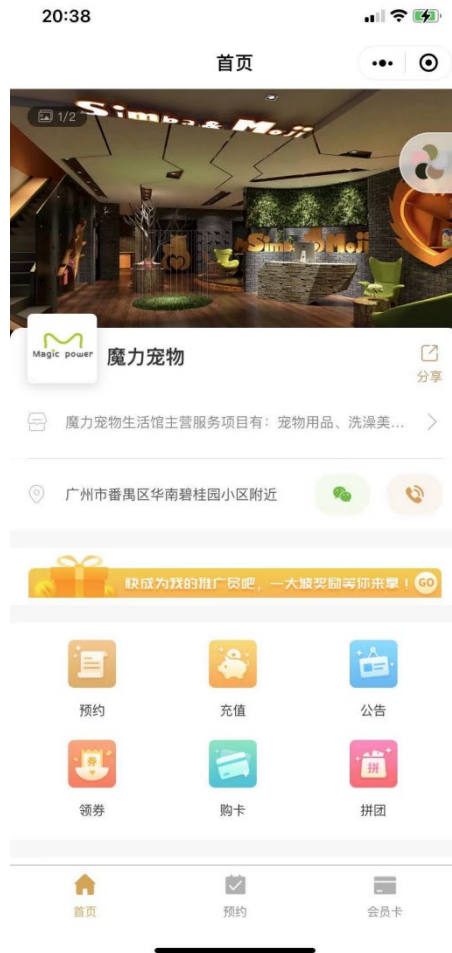 20:38
首页
1/2
Simba & Moji
Simba Moji
Magic power
魔力宠物
分享
魔力宠物生活馆主营服务项目有：宠物用品、洗澡美...
广州市番禺区华南碧桂园小区附近
快成为我的推广员吧，一大波奖励等你来拿！GO
预约
充值
公告
券
拼
领券
购卡
拼团
首页
预约
会员卡